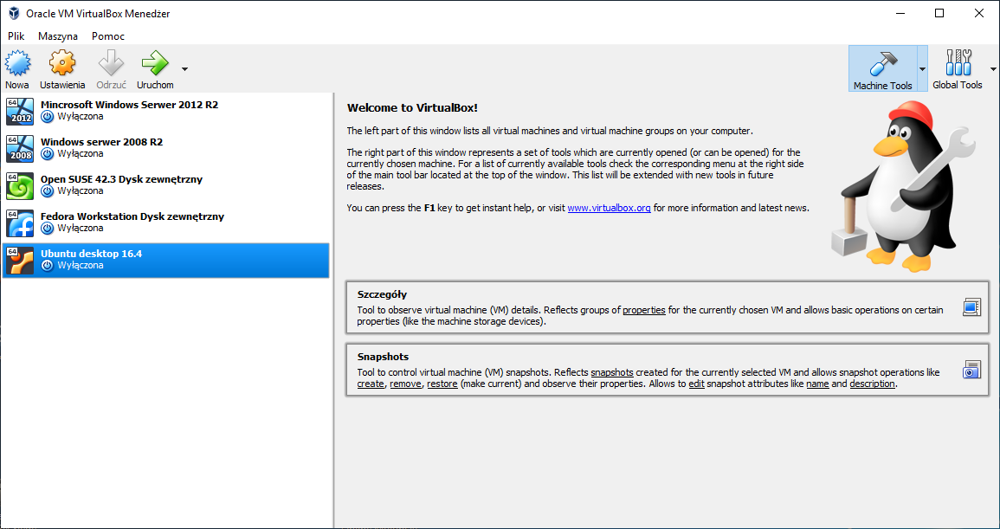 Oracle VM VirtualBox Menedżer
Plik Maszyna Pomoc
Nowa Ustawienia Odrzuć Uruchom Machine Tools Global Tools
64 2012 Mincrosoft Windows Serwer 2012 R2
Wyłączona
64 2008 Windows serwer 2008 R2
Wyłączona
64 Open SUSE 42.3 Dysk zewnętrzny
Wyłączona
64 Fedora Workstation Dysk zewnętrzny
Wyłączona
64 Ubuntu desktop 16.4
Wyłączona
Welcome to VirtualBox!
The left part of this window lists all virtual machines and virtual machine groups on your computer.
The right part of this window represents a set of tools which are currently opened (or can be opened) for the
currently chosen machine. For a list of currently available tools check the corresponding menu at the right side
of the main tool bar located at the top of the window. This list will be extended with new tools in future
releases.
You can press the F1 key to get instant help, or visit www.virtualbox.org for more information and latest news.
Szczegóły
Tool to observe virtual machine (VM) details. Reflects groups of properties for the currently chosen VM and allows basic operations on certain
properties (like the machine storage devices).
Snapshots
Tool to control virtual machine (VM) snapshots. Reflects snapshots created for the currently selected VM and allows snapshot operations like
create, remove, restore (make current) and observe their properties. Allows to edit snapshot attributes like name and description.